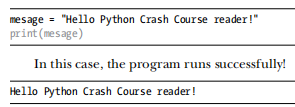 mesage = "Hello Python Crash Course reader!"
print(mesage)
In this case, the program runs successfully!
Hello Python Crash Course reader!